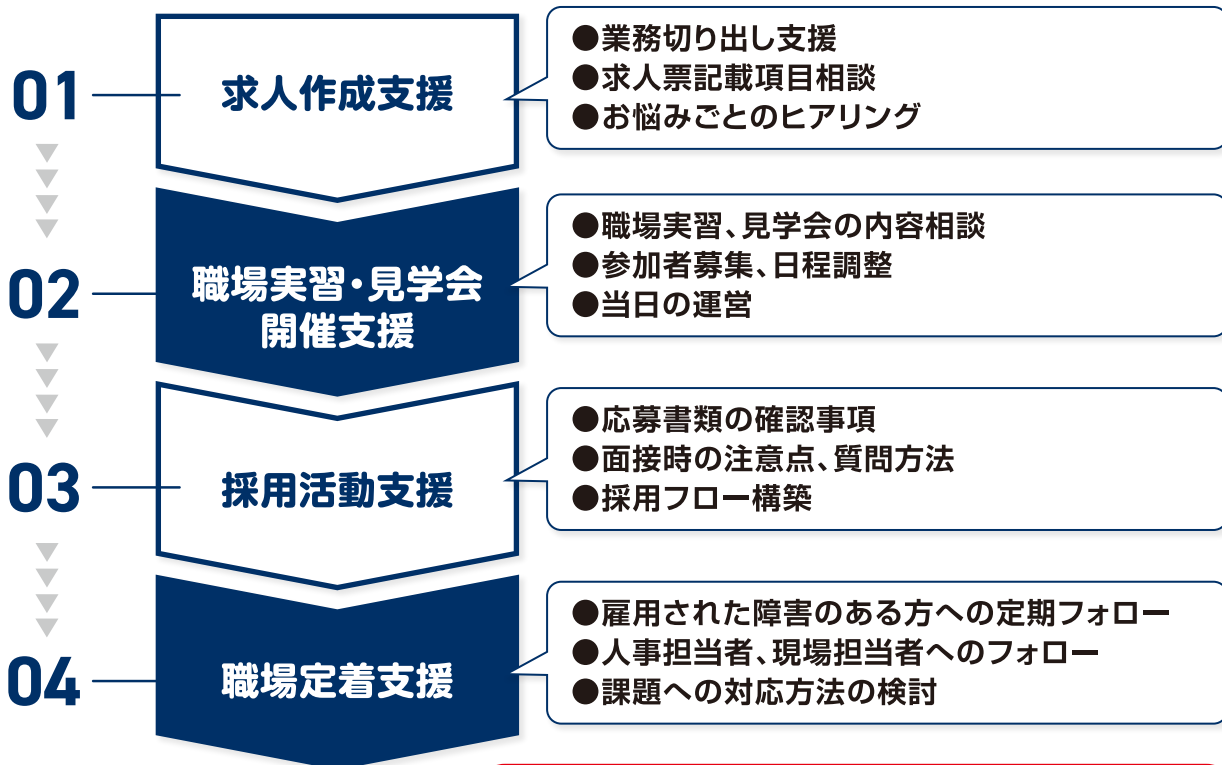 01
求人作成支援
●業務切り出し支援
●求人票記載項目相談
●お悩みごとのヒアリング
02
職場実習・見学会
開催支援
●職場実習、見学会の内容相談
●参加者募集、日程調整
●当日の運営
03
採用活動支援
●応募書類の確認事項
●面接時の注意点、質問方法
●採用フロー構築
04
職場定着支援
●雇用された障害のある方への定期フォロー
●人事担当者、現場担当者へのフォロー
●課題への対応方法の検討